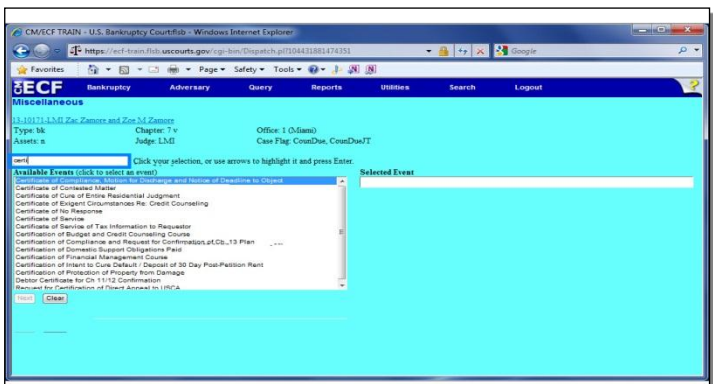 CM/ECF TRAIN - U.S. Bankruptcy Court:flsb - Windows Internet Explorer
https://ecf-train.flsb.uscourts.gov/cgi-bin/Dispatch.pl?104431881474351
Google
Favorites Page Safety Tools
ECF Bankruptcy Adversary Query Reports Utilities Search Logout
Miscellaneous
13-10171-LMI Zac Zamore and Zoe M Zamore
Type: bk Chapter: 7 v Office: 1 (Miami)
Assets: n Judge: LMI Case Flag: CounDue, CounDueJT
certi Click your selection, or use arrows to highlight it and press Enter.
Available Events (click to select an event) Selected Event
Certificate of Compliance, Motion for Discharge and Notice of Deadline to Object
Certificate of Contested Matter
Certificate of Cure of Entire Residential Judgment
Certificate of Exigent Circumstances Re: Credit Counseling
Certificate of No Response
Certificate of Service
Certificate of Service of Tax Information to Requestor
Certification of Budget and Credit Counseling Course
Certification of Compliance and Request for Confirmation of Ch 13 Plan
Certification of Domestic Support Obligations Paid
Certification of Financial Management Course
Certification of Intent to Cure Default / Deposit of 30 Day Post-Petition Rent
Certification of Protection of Property from Damage
Debtor Certificate for Ch 11/12 Confirmation
Request for Certification of Direct Appeal to USCA
Next Clear